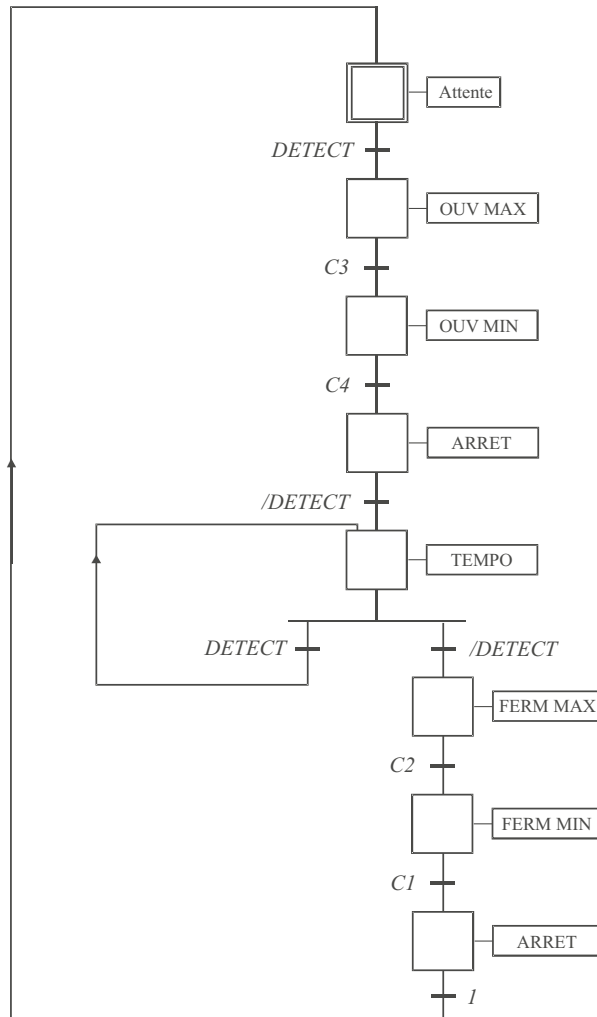 Attente
DETECT
OUV MAX
C3
OUV MIN
C4
ARRET
/DETECT
TEMPO
DETECT
/DETECT
FERM MAX
C2
FERM MIN
C1
ARRET
1